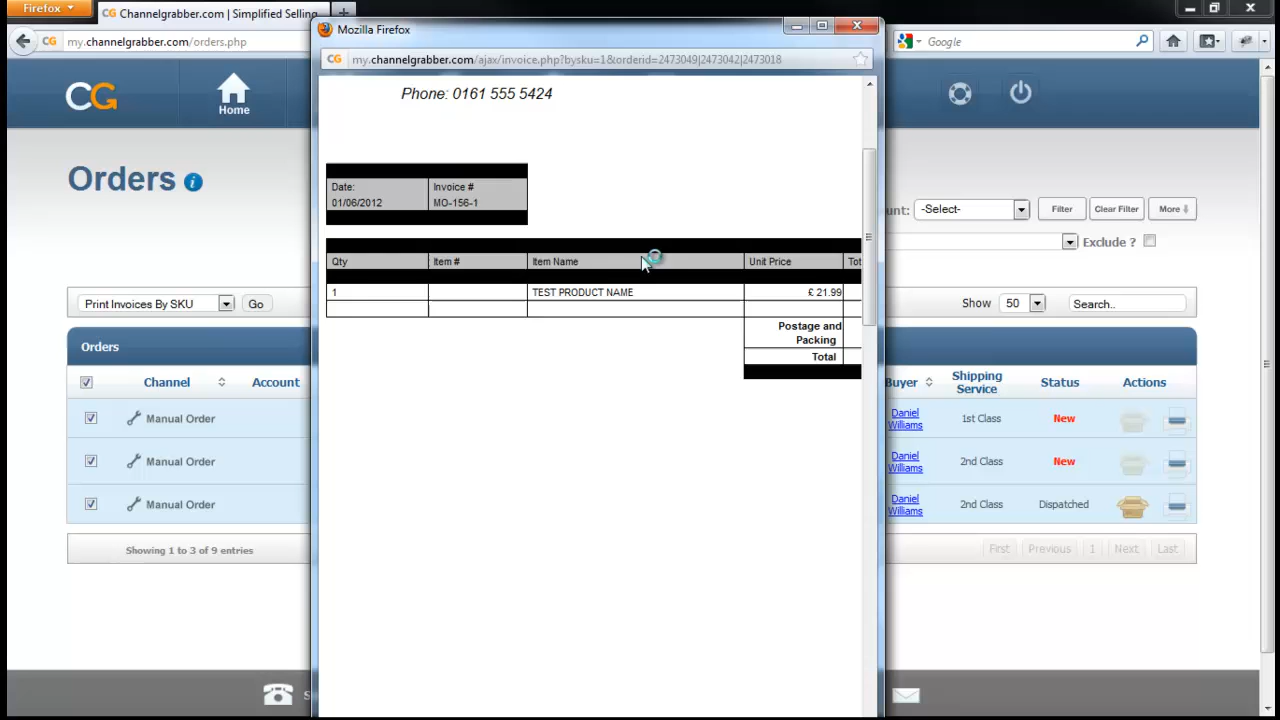 Firefox
CG Channelgrabber.com | Simplified Selling
Mozilla Firefox
CG my.channelgrabber.com/orders.php
Google
CG my.channelgrabber.com/ajax/invoice.php?bysku=1&orderid=2473049|2473042|2473018
CG
Home
Phone: 0161 555 5424
Orders i
Date:
01/06/2012
Invoice #
MO-156-1
unt: -Select- Filter Clear Filter More
Exclude ?
Qty Item # Item Name Unit Price Tot
1 TEST PRODUCT NAME £ 21.99
Postage and
Packing
Total
Print Invoices By SKU Go
Show 50 Search..
Orders
Channel Account Buyer Shipping
Service Status Actions
Manual Order Daniel
Williams 1st Class New
Manual Order Daniel
Williams 2nd Class New
Manual Order Daniel
Williams 2nd Class Dispatched
Showing 1 to 3 of 9 entries
First Previous 1 Next Last